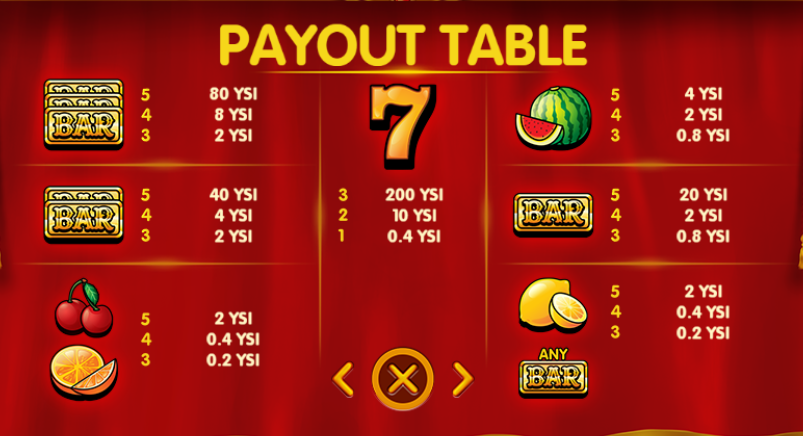 PAYOUT TABLE
BAR
5 80 YSI
4 8 YSI
3 2 YSI
BAR
5 40 YSI
4 4 YSI
3 2 YSI
5 2 YSI
4 0.4 YSI
3 0.2 YSI
7
3 200 YSI
2 10 YSI
1 0.4 YSI
5 4 YSI
4 2 YSI
3 0.8 YSI
BAR
5 20 YSI
4 2 YSI
3 0.8 YSI
5 2 YSI
4 0.4 YSI
3 0.2 YSI
ANY
BAR